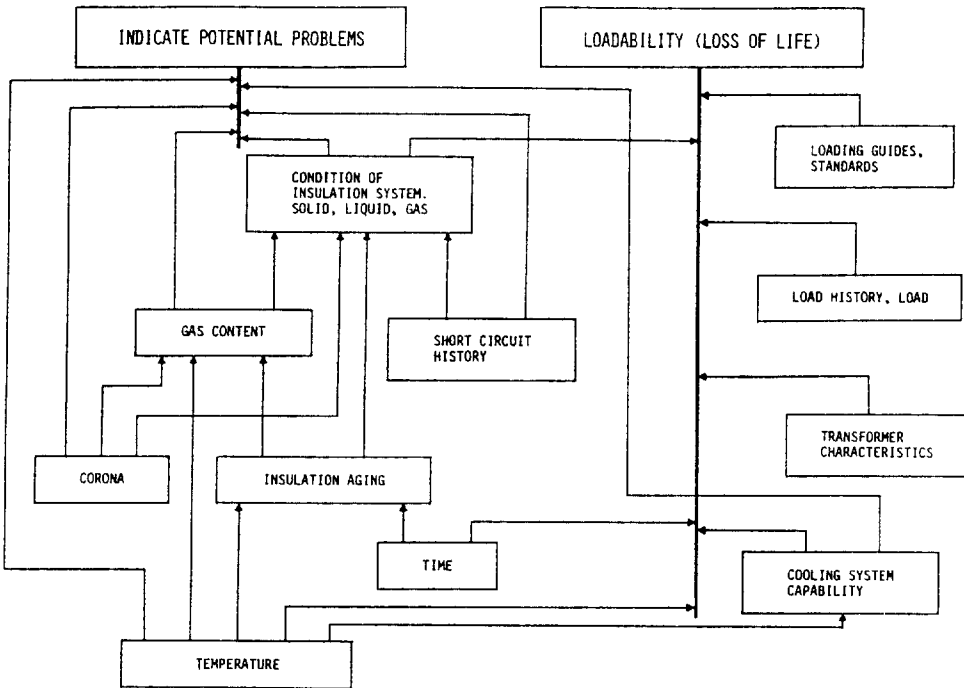 INDICATE POTENTIAL PROBLEMS
LOADABILITY (LOSS OF LIFE)
LOADING GUIDES,
STANDARDS
CONDITION OF
INSULATION SYSTEM.
SOLID, LIQUID, GAS
LOAD HISTORY, LOAD
GAS CONTENT
SHORT CIRCUIT
HISTORY
TRANSFORMER
CHARACTERISTICS
CORONA
INSULATION AGING
TIME
COOLING SYSTEM
CAPABILITY
TEMPERATURE